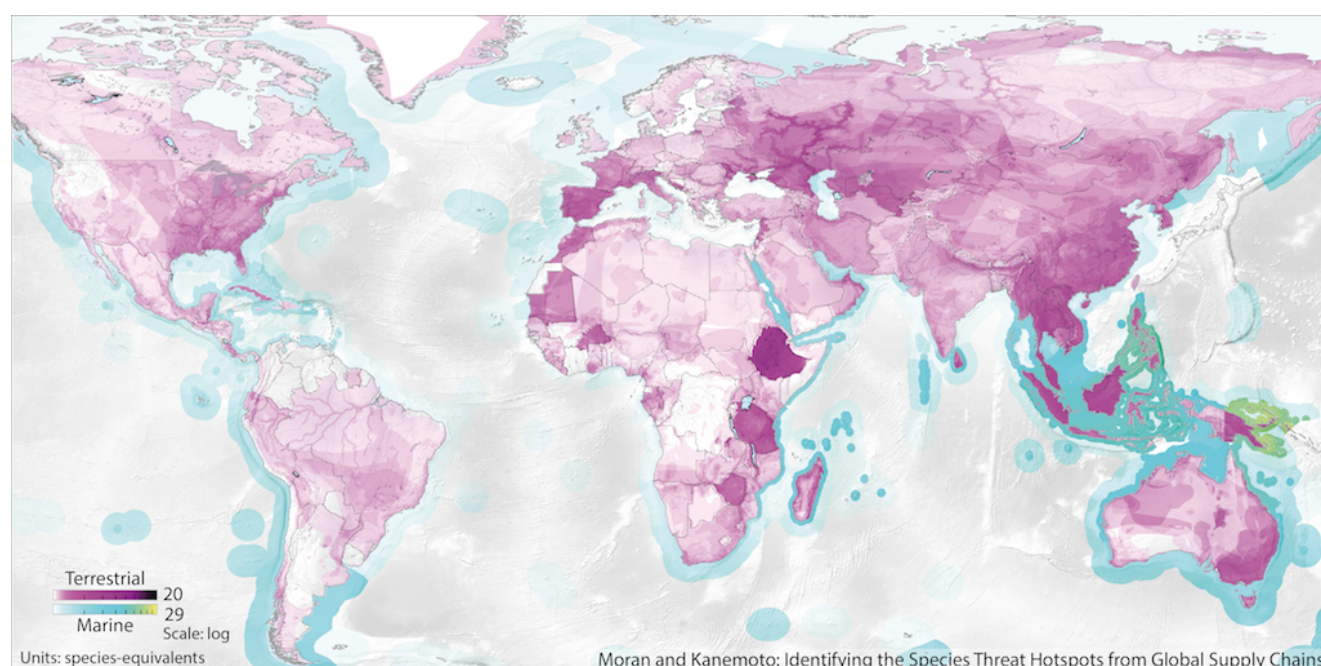 Terrestrial
20
29
Marine
Scale: log
Units: species-equivalents
Moran and Kanemoto: Identifying the Species Threat Hotspots from Global Supply Chains